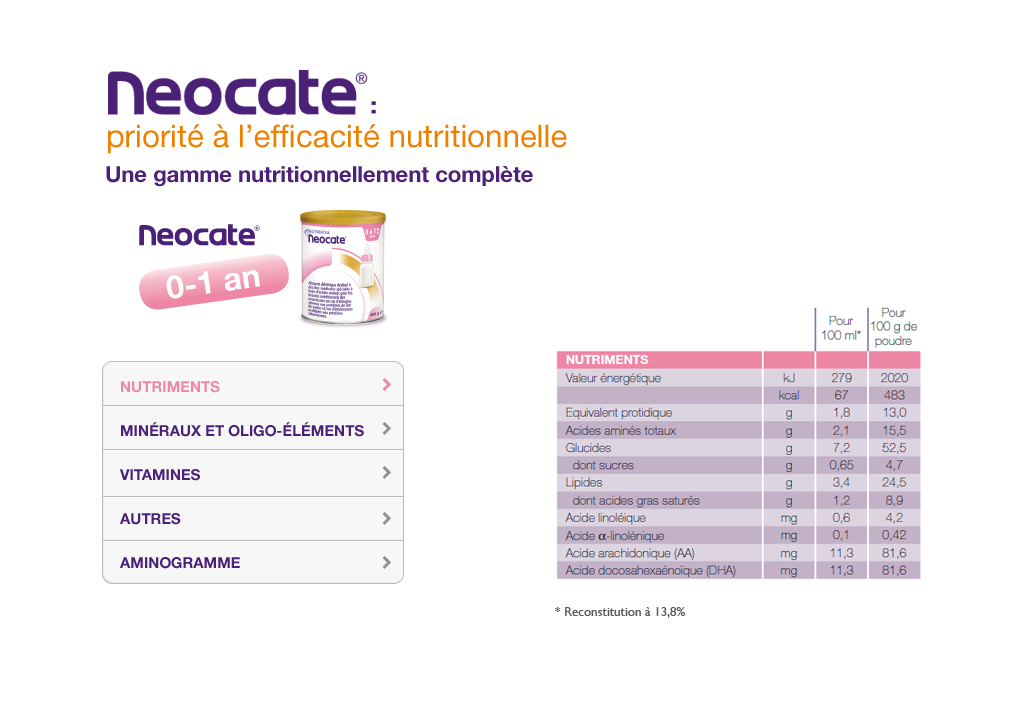 neocate® :
priorité à l’efficacité nutritionnelle
Une gamme nutritionnellement complète
neocate®
0-1 an
NUTRICIA
neocate
NUTRIMENTS
MINÉRAUX ET OLIGO-ÉLÉMENTS
VITAMINES
AUTRES
AMINOGRAMME
Pour 100 ml* Pour 100 g de poudre
NUTRIMENTS
Valeur énergétique kJ 279 2020
kcal 67 483
Equivalent protidique g 1,8 13,0
Acides aminés totaux g 2,1 15,5
Glucides g 7,2 52,5
dont sucres g 0,65 4,7
Lipides g 3,4 24,5
dont acides gras saturés g 1,2 8,9
Acide linoléique mg 0,6 4,2
Acide α-linolénique mg 0,1 0,42
Acide arachidonique (AA) mg 11,3 81,6
Acide docosahexaénoïque (DHA) mg 11,3 81,6
* Reconstitution à 13,8%